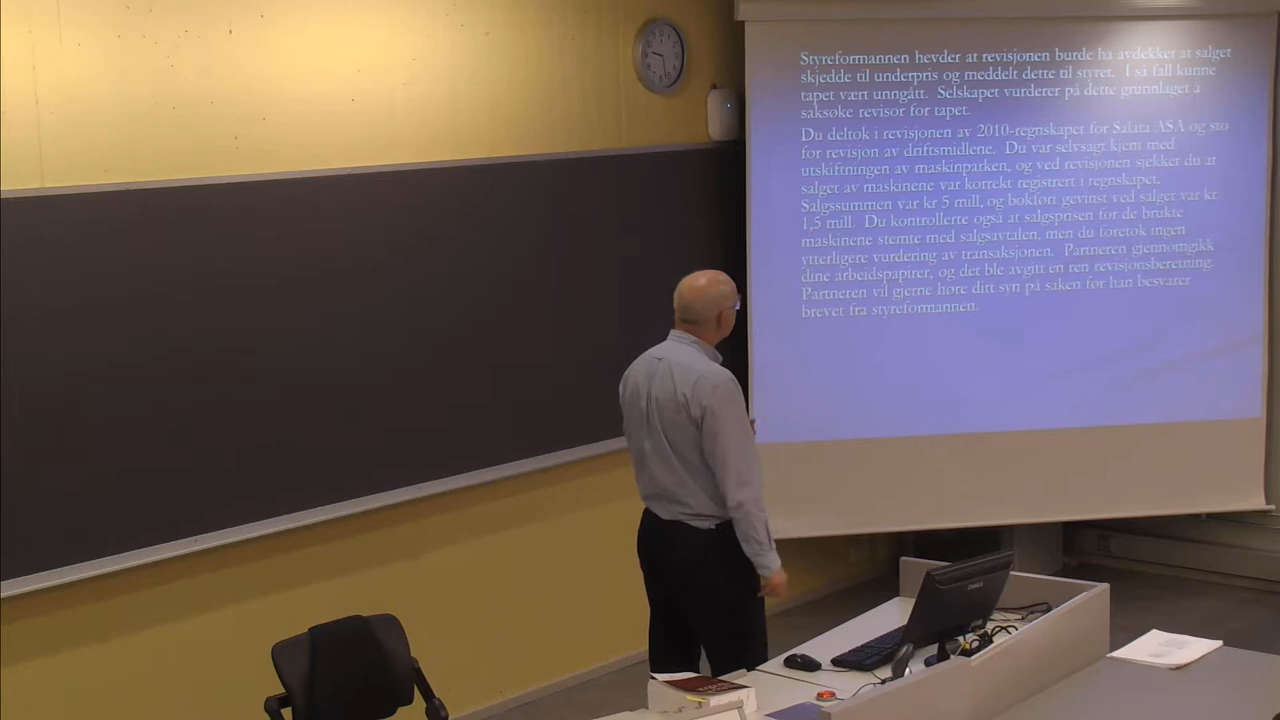 Styreformannen hevder at revisjonen burde ha avdekket at salget
skjedde til underpris og meddelt dette til styret. I så fall kunne
tapet vært unngått. Selskapet vurderer på dette grunnlaget å
saksøke revisor for tapet.
Du deltok i revisjonen av 2010-regnskapet for Salata ASA og sto
for revisjon av driftsmidlene. Du var selvsagt kjent med
utskiftningen av maskinparken, og ved revisjonen sjekket du at
salget av maskinene var korrekt registrert i regnskapet.
Salgssummen var kr 5 mill, og bokført gevinst ved salget var kr
1,5 mill. Du kontrollerte også at salgsprisen for de brukte
maskinene stemte med salgsavtalen, men du foretok ingen
ytterligere vurdering av transaksjonen. Partneren gjennomgikk
dine arbeidspapirer, og det ble avgitt en ren revisjonsberetning.
Partneren vil gjerne høre ditt syn på saken før han besvarer
brevet fra styreformannen.